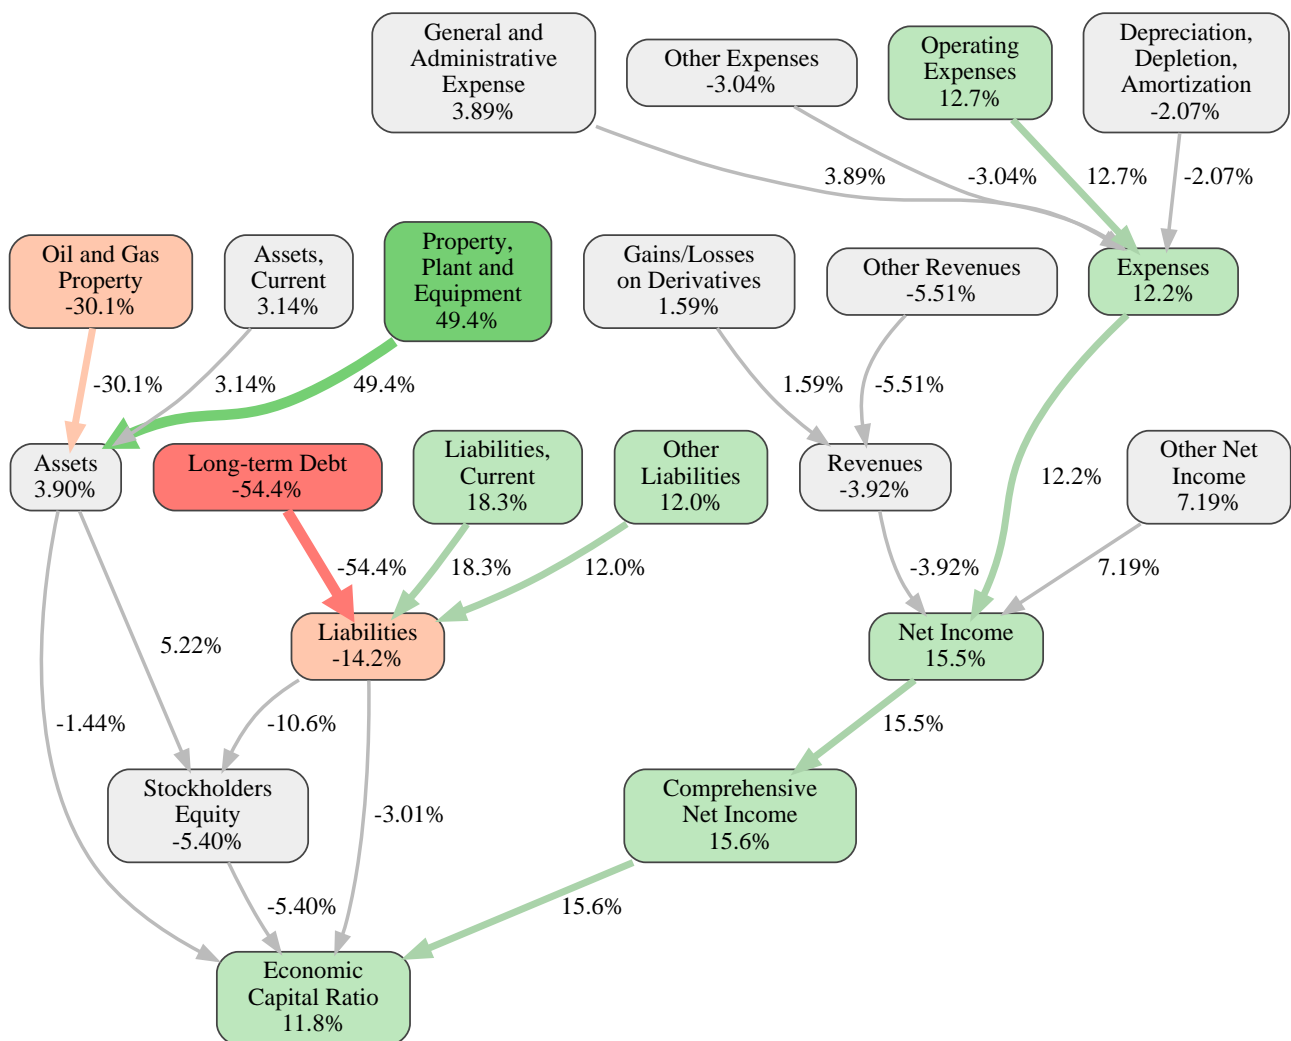 General and
Administrative
Expense
3.89%
Other Expenses
-3.04%
Operating
Expenses
12.7%
Depreciation,
Depletion,
Amortization
-2.07%
3.89%
-3.04%
12.7%
-2.07%
Oil and Gas
Property
-30.1%
Assets,
Current
3.14%
Property,
Plant and
Equipment
49.4%
Gains/Losses
on Derivatives
1.59%
Other Revenues
-5.51%
Expenses
12.2%
-30.1%
3.14%
49.4%
1.59%
-5.51%
Assets
3.90%
Long-term Debt
-54.4%
Liabilities,
Current
18.3%
Other
Liabilities
12.0%
Revenues
-3.92%
12.2%
Other Net
Income
7.19%
-54.4%
18.3%
12.0%
-3.92%
7.19%
5.22%
Liabilities
-14.2%
Net Income
15.5%
-1.44%
-10.6%
15.5%
Stockholders
Equity
-5.40%
-3.01%
Comprehensive
Net Income
15.6%
-5.40%
15.6%
Economic
Capital Ratio
11.8%